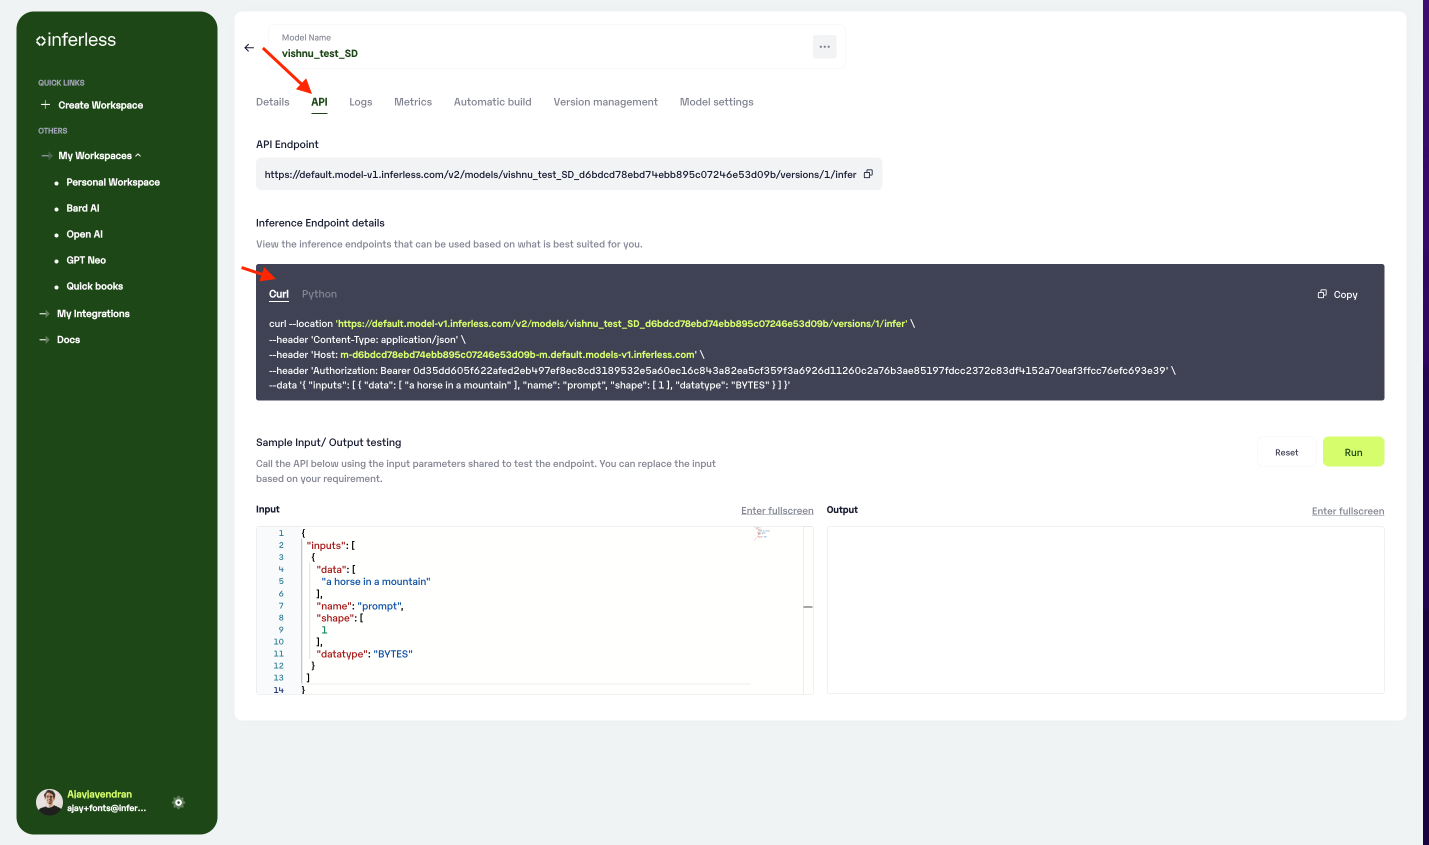 inferless
QUICK LINKS
Create Workspace
OTHERS
My Workspaces
Personal Workspace
Bard AI
Open AI
GPT Neo
Quick books
My Integrations
Docs
Ajayjayendran
ajay+fonts@infer...
Model Name
vishnu_test_SD
Details API Logs Metrics Automatic build Version management Model settings
API Endpoint
https://default.model-v1.inferless.com/v2/models/vishnu_test_SD_d6bdcd78ebd74ebb895c07246e53d09b/versions/1/infer
Inference Endpoint details
View the inference endpoints that can be used based on what is best suited for you.
Curl Python Copy
curl --location 'https://default.model-v1.inferless.com/v2/models/vishnu_test_SD_d6bdcd78ebd74ebb895c07246e53d09b/versions/1/infer' \
--header 'Content-Type: application/json' \
--header 'Host: m-d6bdcd78ebd74ebb895c07246e53d09b-m.default.models-v1.inferless.com' \
--header 'Authorization: Bearer 0d35dd605f622afed2eb497ef8ec8cd3189532e5a60ec16c843a82ea5cf359f3a6926d11260c2a76b3ae85197fdcc2372c83df4152a70eaf3ffcc76efc693e39' \
--data '{ "inputs": [ { "data": [ "a horse in a mountain" ], "name": "prompt", "shape": [ 1 ], "datatype": "BYTES" } ] }'
Sample Input/ Output testing
Reset Run
Call the API below using the input parameters shared to test the endpoint. You can replace the input
based on your requirement.
Input Enter fullscreen
1 {
2 "inputs": [
3 {
4 "data": [
5 "a horse in a mountain"
6 ],
7 "name": "prompt",
8 "shape": [
9 1
10 ],
11 "datatype": "BYTES"
12 }
13 ]
14 }
Output Enter fullscreen